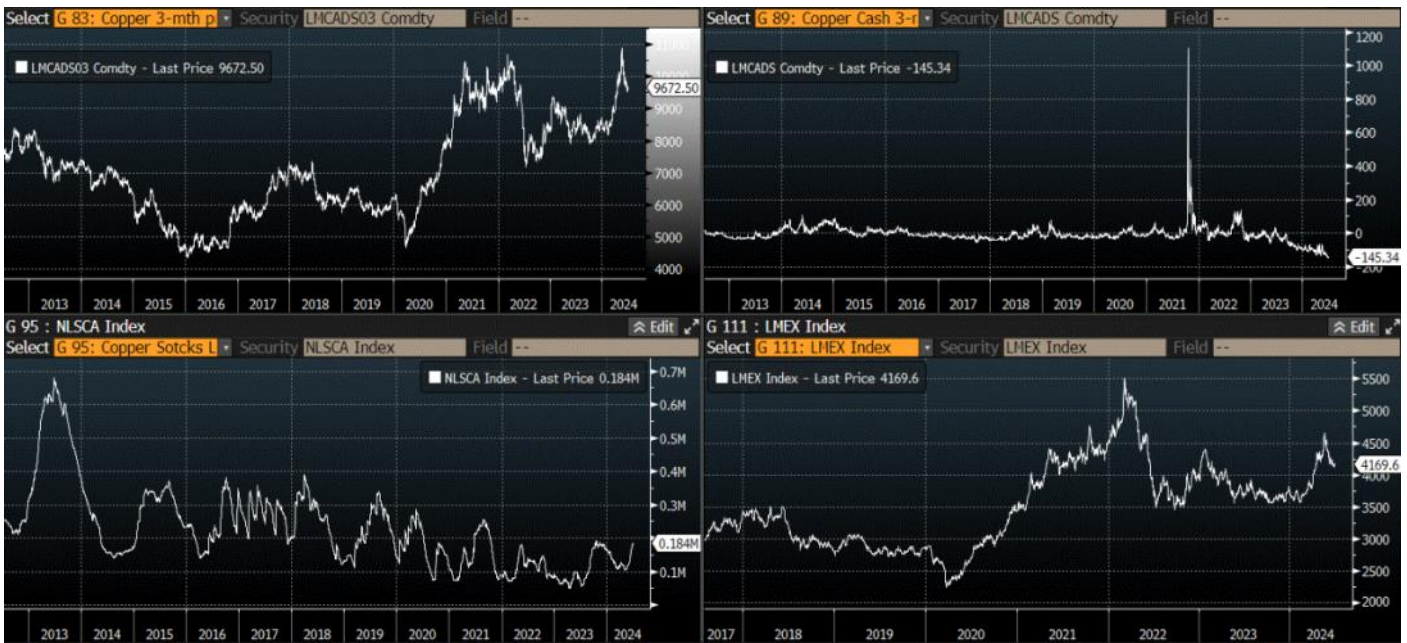 Select G 83: Copper 3-mth p Security LMCADS03 Comdty Field --
LMCADS03 Comdty - Last Price 9672.50
11000
10000
9672.50
9000
8000
7000
6000
5000
4000
2013 2014 2015 2016 2017 2018 2019 2020 2021 2022 2023 2024
Select G 89: Copper Cash 3-r Security LMCADS Comdty Field --
LMCADS Comdty - Last Price -145.34
1200
1000
800
600
400
200
0
-145.34
-200
2013 2014 2015 2016 2017 2018 2019 2020 2021 2022 2023 2024
G 95 : NLSCA Index Edit
Select G 95: Copper Sotcks L Security NLSCA Index Field --
NLSCA Index - Last Price 0.184M
0.7M
0.6M
0.5M
0.4M
0.3M
0.184M
0.1M
2013 2014 2015 2016 2017 2018 2019 2020 2021 2022 2023 2024
G 111 : LMEX Index Edit
Select G 111: LMEX Index Security LMEX Index Field --
LMEX Index - Last Price 4169.6
5500
5000
4500
4169.6
4000
3500
3000
2500
2000
2017 2018 2019 2020 2021 2022 2023 2024